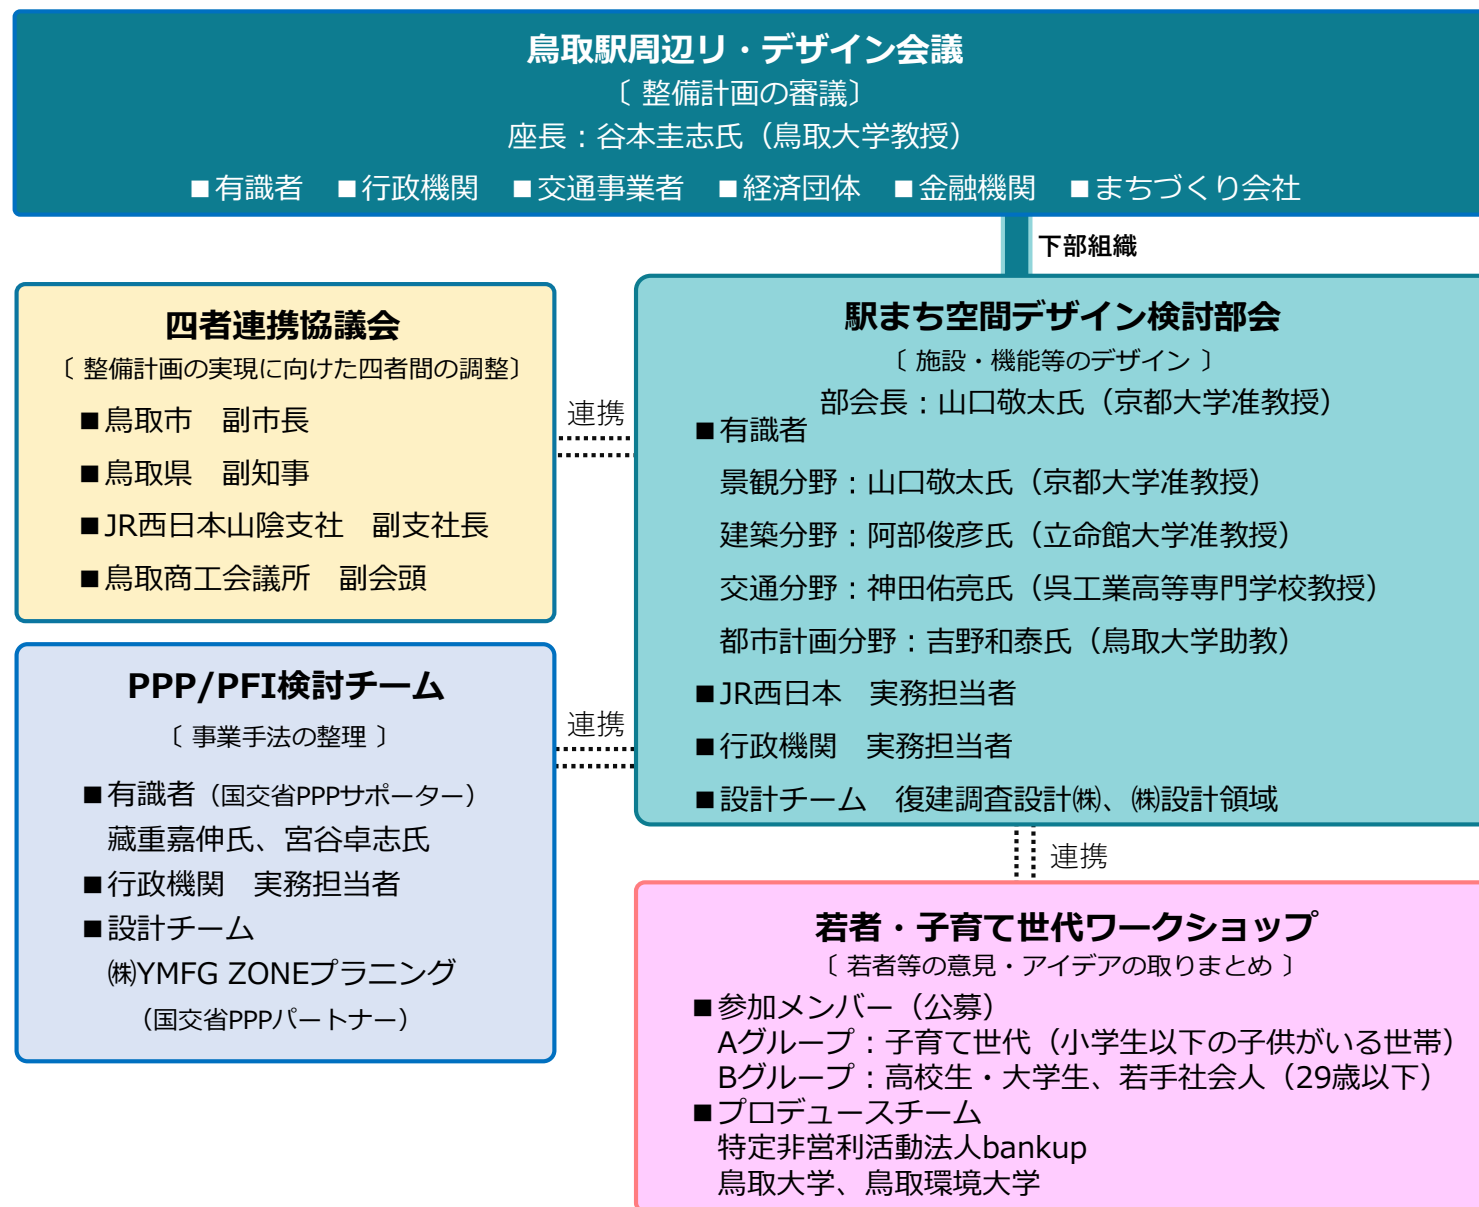 鳥取駅周辺リ・デザイン会議
〔 整備計画の審議〕
座長：谷本圭志氏（鳥取大学教授）
■有識者　■行政機関　■交通事業者　■経済団体　■金融機関　■まちづくり会社
下部組織
四者連携協議会
〔 整備計画の実現に向けた四者間の調整〕
■鳥取市　副市長
■鳥取県　副知事
■JR西日本山陰支社　副支社長
■鳥取商工会議所　副会頭
連携
駅まち空間デザイン検討部会
〔 施設・機能等のデザイン 〕
部会長：山口敬太氏（京都大学准教授）
■有識者
景観分野：山口敬太氏（京都大学准教授）
建築分野：阿部俊彦氏（立命館大学准教授）
交通分野：神田佑亮氏（呉工業高等専門学校教授）
都市計画分野：吉野和泰氏（鳥取大学助教）
■JR西日本　実務担当者
■行政機関　実務担当者
■設計チーム　復建調査設計㈱、㈱設計領域
PPP/PFI検討チーム
〔 事業手法の整理 〕
■有識者（国交省PPPサポーター）
藏重嘉伸氏、宮谷卓志氏
■行政機関　実務担当者
■設計チーム
㈱YMFG ZONEプラニング
（国交省PPPパートナー）
連携
連携
若者・子育て世代ワークショップ
〔 若者等の意見・アイデアの取りまとめ 〕
■参加メンバー（公募）
Aグループ：子育て世代（小学生以下の子供がいる世帯）
Bグループ：高校生・大学生、若手社会人（29歳以下）
■プロデュースチーム
特定非営利活動法人bankup
鳥取大学、鳥取環境大学